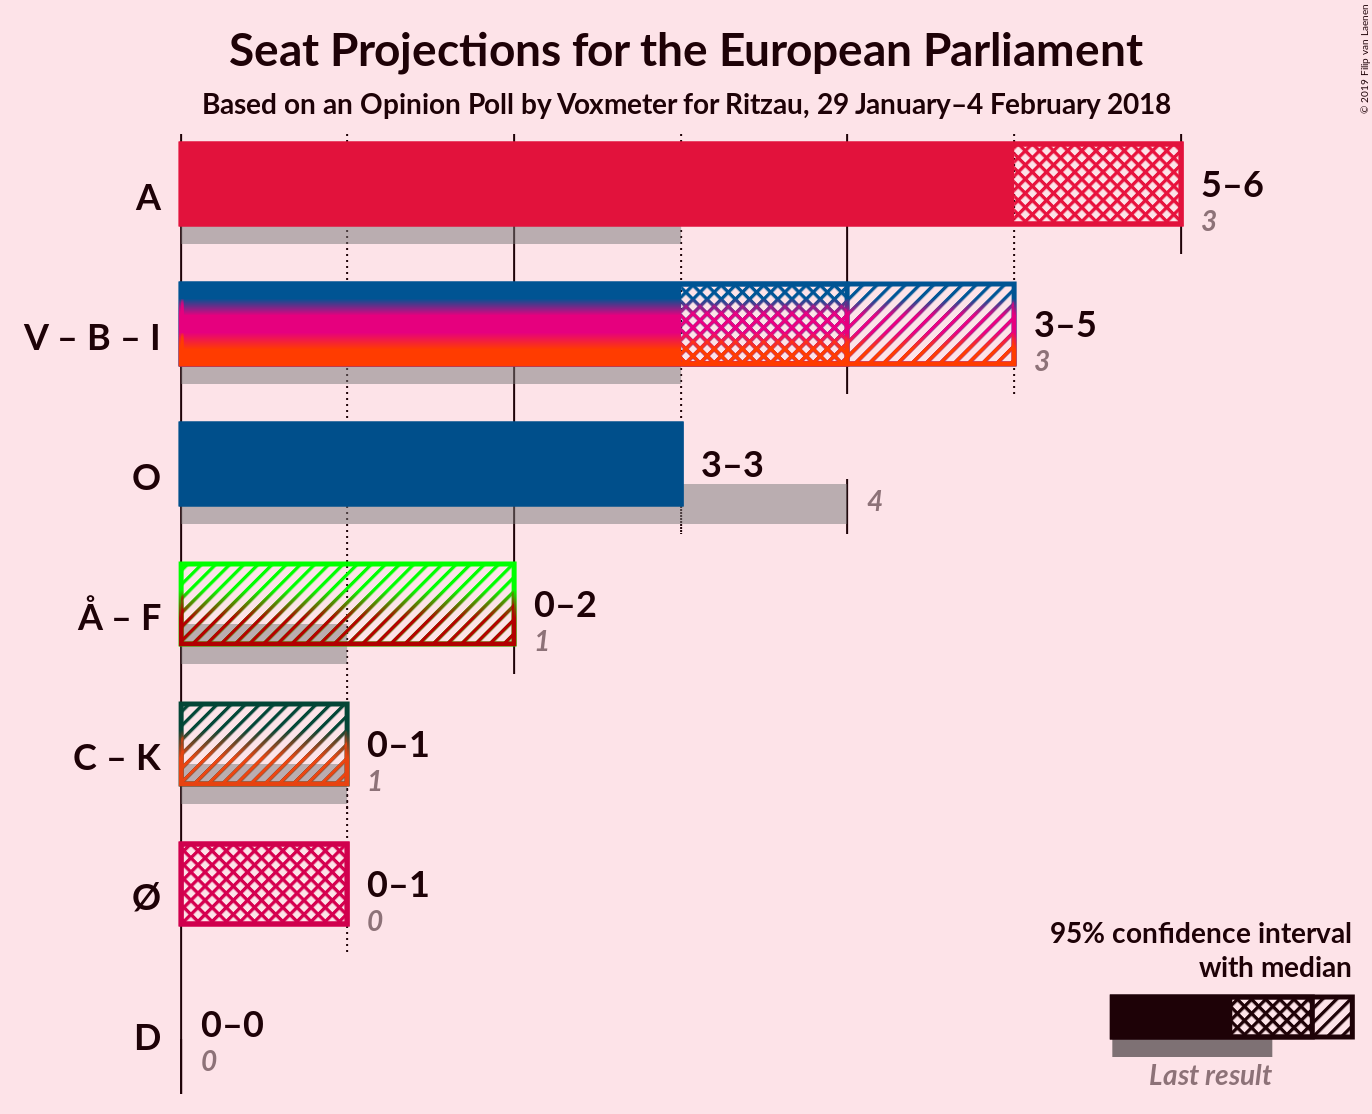 Seat Projections for the European Parliament
Based on an Opinion Poll by Voxmeter for Ritzau, 29 January–4 February 2018
© 2019 Filip van Laenen
A
5–6
3
V – B – I
3–5
3
O
3–3
4
Å – F
0–2
1
C – K
0–1
1
Ø
0–1
0
D
0–0
0
95% confidence interval
with median
Last result